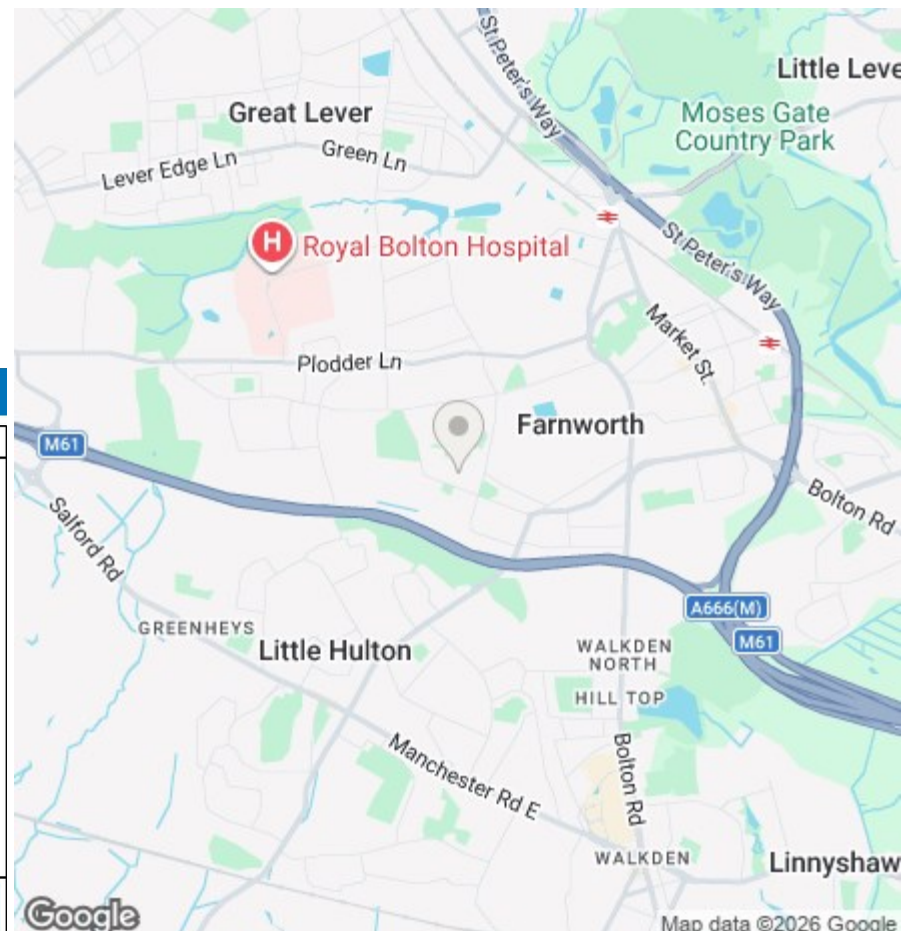 St Peter's Way
Little Leve
Great Lever
Moses Gate
Country Park
Green Ln
Lever Edge Ln
H
Royal Bolton Hospital
St Peter's Way
Market St.
Plodder Ln
Farnworth
M61
Bolton Rd
Salford Rd
A666(M)
GREENHEYS
M61
Little Hulton
WALKDEN
NORTH
HILL TOP
Manchester Rd E
Bolton Rd
WALKDEN
Linnyshaw
Google
Map data ©2026 Google